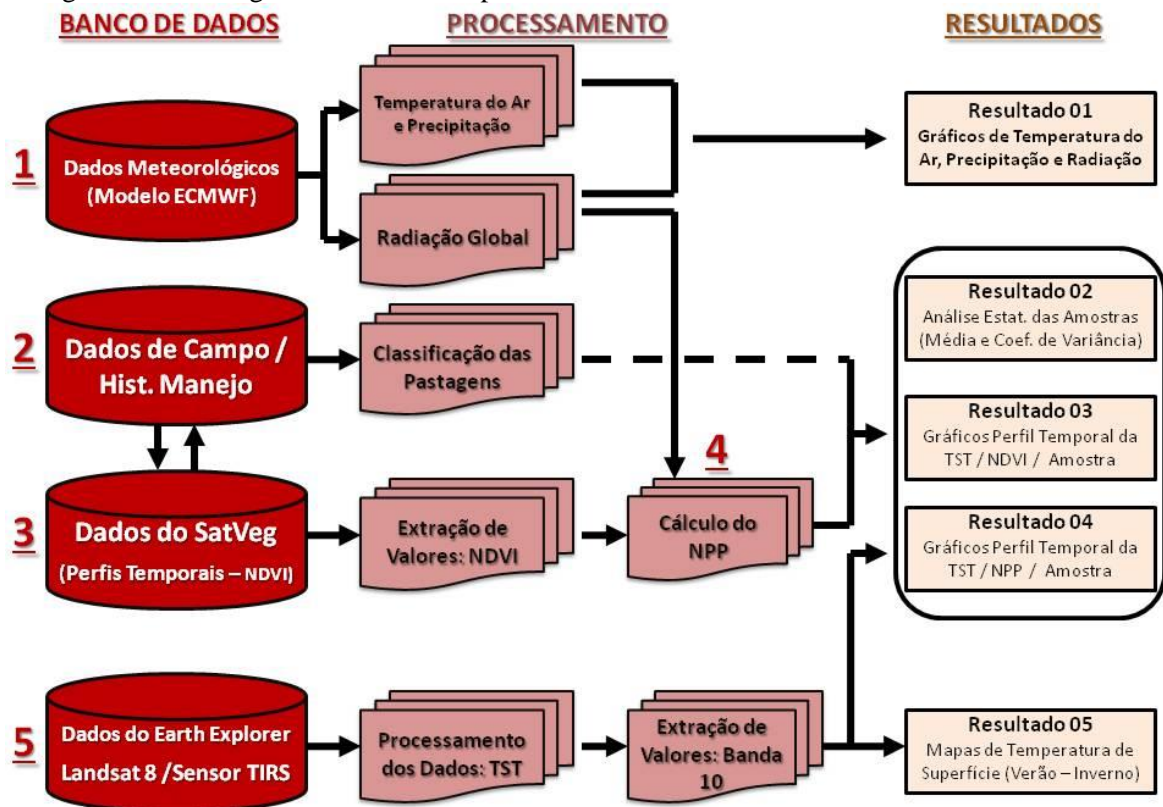 BANCO DE DADOS
PROCESSAMENTO
RESULTADOS
1
Dados Meteorológicos
(Modelo ECMWF)
Temperatura do Ar
e Precipitação
Radiação Global
Resultado 01
Gráficos de Temperatura do
Ar, Precipitação e Radiação
2
Dados de Campo /
Hist. Manejo
Classificação das
Pastagens
Resultado 02
Análise Estat. das Amostras
(Média e Coef. de Variância)
Resultado 03
Gráficos Perfil Temporal da
TST / NDVI / Amostra
3
Dados do SatVeg
(Perfis Temporais – NDVI)
Extração de
Valores: NDVI
4
Cálculo do
NPP
Resultado 04
Gráficos Perfil Temporal da
TST / NPP / Amostra
5
Dados do Earth Explorer
Landsat 8 /Sensor TIRS
Processamento
dos Dados: TST
Extração de
Valores: Banda
10
Resultado 05
Mapas de Temperatura de
Superfície (Verão – Inverno)